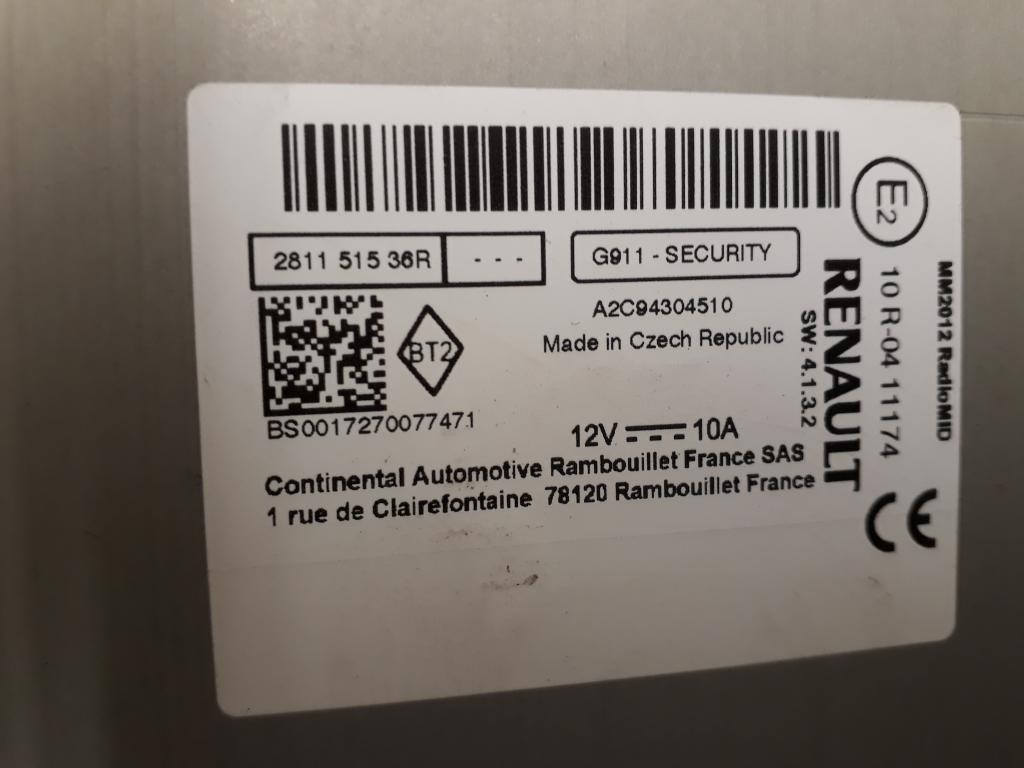 2811 515 36R
- - -
G911 - SECURITY
A2C94304510
Made in Czech Republic
BT2
BS001727007747​1
12V 10A
Continental Automotive Rambouillet France SAS
1 rue de Clairefontaine 78120 Rambouillet France
E2
10 R-04 11174
MM2012 RadioMID
RENAULT
SW: 4.1.3.2
CE